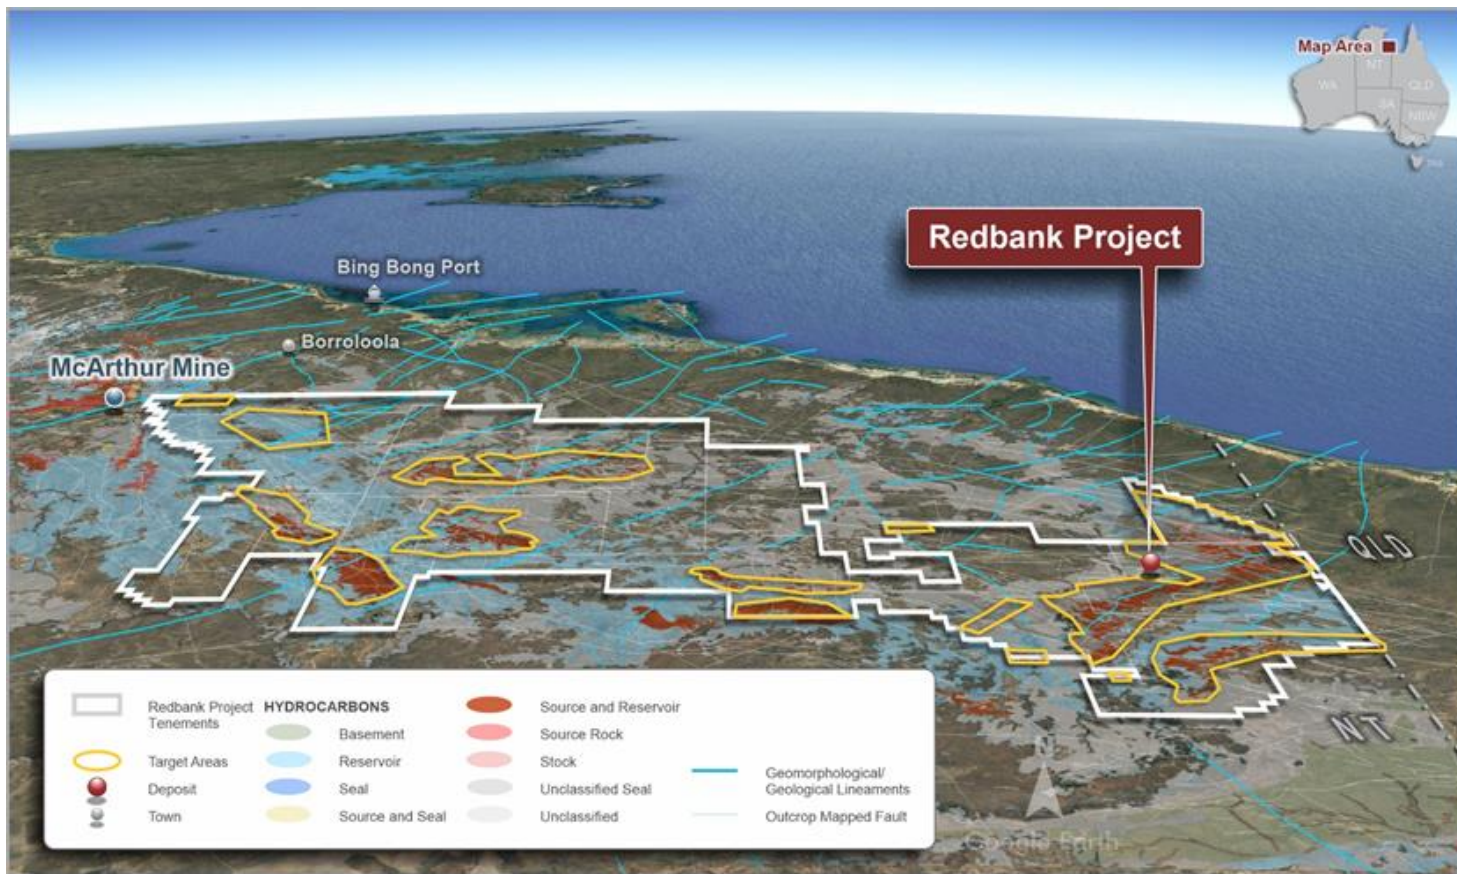 Map Area
NT
WA
QLD
SA
NSW
Redbank Project
Bing Bong Port
Borroloola
McArthur Mine
QLD
NT
N
Google Earth
Redbank Project
Tenements
Target Areas
Deposit
Town
HYDROCARBONS
Basement
Reservoir
Seal
Source and Seal
Source and Reservoir
Source Rock
Stock
Unclassified Seal
Unclassified
Geomorphological/
Geological Lineaments
Outcrop Mapped Fault